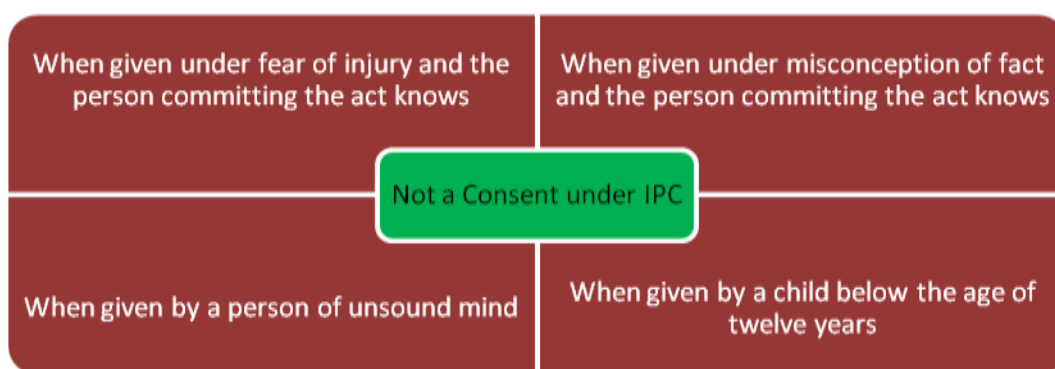 When given under fear of injury and the
person committing the act knows
When given under misconception of fact
and the person committing the act knows
Not a Consent under IPC
When given by a person of unsound mind
When given by a child below the age of
twelve years